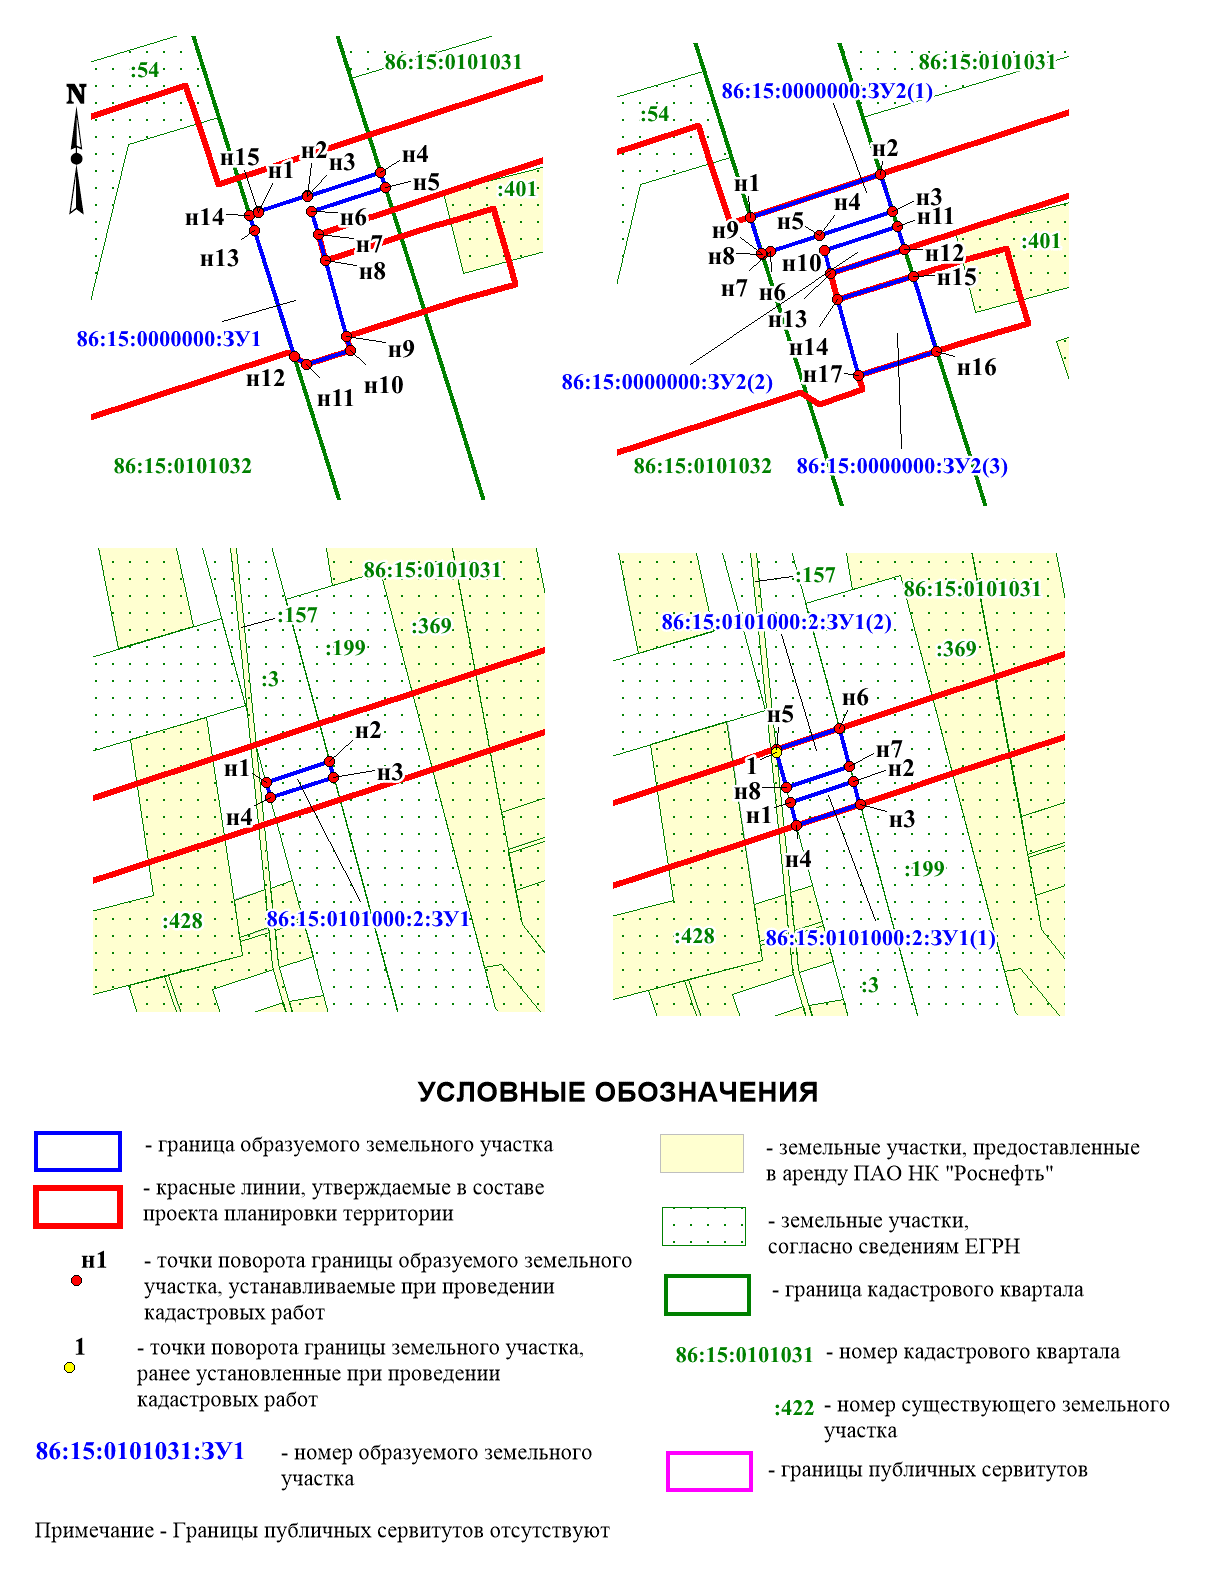 :54
86:15:0101031
N
н15
н1
н2
н3
н4
н5
:401
н14
н6
н7
н13
н8
86:15:0000000:ЗУ1
н9
н12
н10
н11
86:15:0101032
86:15:0101031
86:15:0000000:ЗУ2(1)
:54
н2
н1
н3
н4
н11
н9
н5
:401
н8
н10
н12
н7
н6
н15
н13
н14
н17
н16
86:15:0000000:ЗУ2(2)
86:15:0101032
86:15:0000000:ЗУ2(3)
86:15:0101031
:157
:369
:199
:3
н2
н1
н3
н4
86:15:0101000:2:ЗУ1
:428
:157
86:15:0101031
86:15:0101000:2:ЗУ1(2)
:369
н6
н5
н7
1
н2
н8
н1
н3
н4
:199
:428
86:15:0101000:2:ЗУ1(1)
:3
УСЛОВНЫЕ ОБОЗНАЧЕНИЯ
- граница образуемого земельного участка
- красные линии, утверждаемые в составе
проекта планировки территории
н1
- точки поворота границы образуемого земельного
участка, устанавливаемые при проведении
кадастровых работ
1
- точки поворота границы земельного участка,
ранее установленные при проведении
кадастровых работ
86:15:0101031:ЗУ1
- номер образуемого земельного
участка
- земельные участки, предоставленные
в аренду ПАО НК "Роснефть"
- земельные участки,
согласно сведениям ЕГРН
- граница кадастрового квартала
86:15:0101031 - номер кадастрового квартала
:422 - номер существующего земельного
участка
- границы публичных сервитутов
Примечание - Границы публичных сервитутов отсутствуют